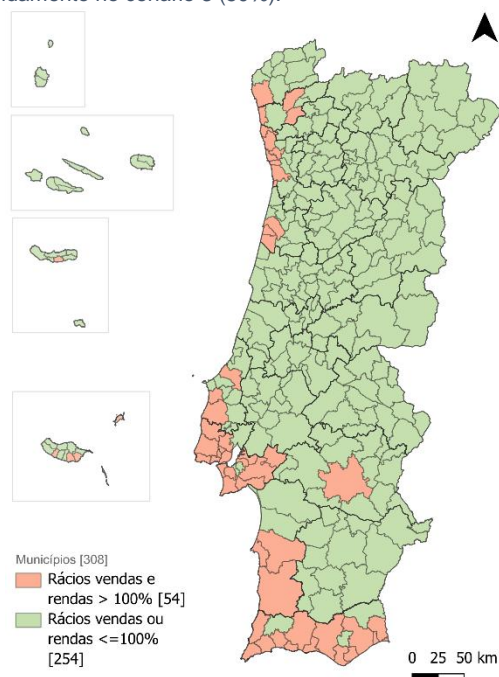 Municípios [308]
Rácios vendas e
rendas > 100% [54]
Rácios vendas ou
rendas <=100%
[254]
0 25 50 km